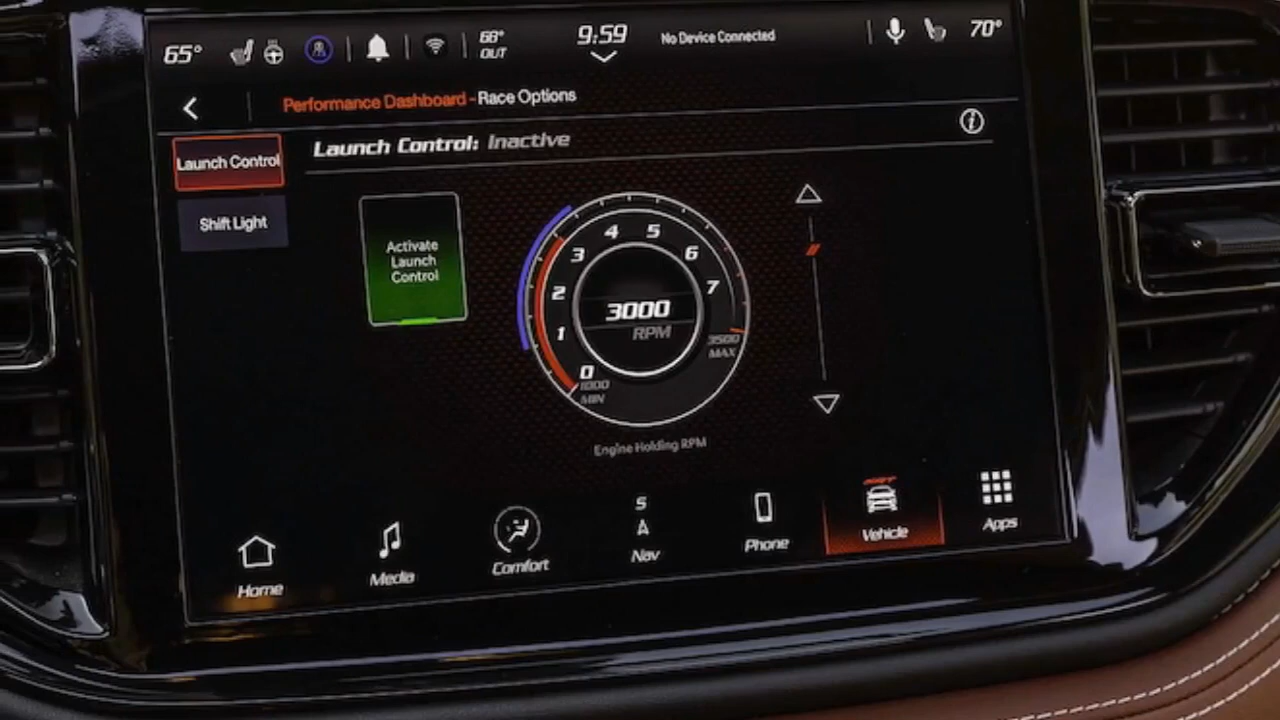 65° 68° OUT 9:59 No Device Connected 70°
Performance Dashboard - Race Options
Launch Control
Launch Control: Inactive
Shift Light
Activate
Launch
Control
0 1 2 3 4 5 6 7
3000
RPM
1000
MIN
3500
MAX
Engine Holding RPM
S
Home
Media
Comfort
Nav
Phone
SRT
Vehicle
Apps